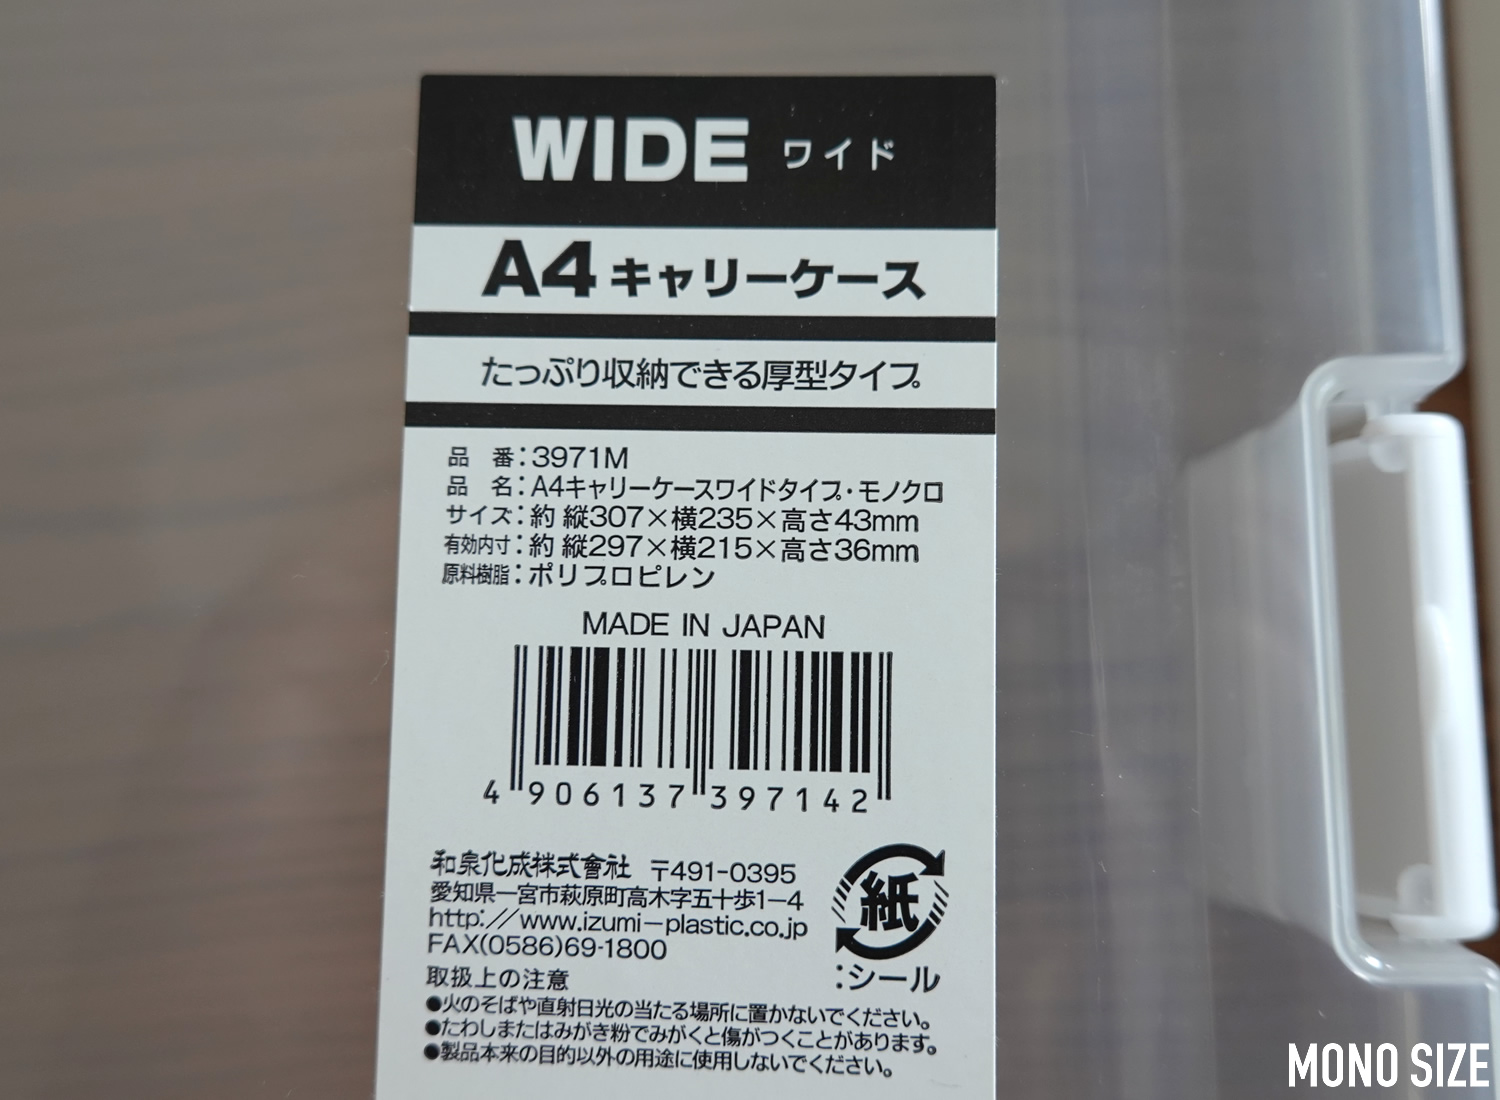 WIDE ワイド
A4キャリーケース
たっぷり収納できる厚型タイプ。
品 番：3971M
品 名：A4キャリーケースワイドタイプ・モノクロ
サイズ：約 縦307×横235×高さ43mm
有効内寸：約 縦297×横215×高さ36mm
原料樹脂：ポリプロピレン
MADE IN JAPAN
4 906137 397142
和泉化成株式會社 〒491-0395
愛知県一宮市萩原町高木字五十歩1-4
http://www.izumi-plastic.co.jp
FAX(0586)69-1800
紙
：シール
取扱上の注意
●火のそばや直射日光の当たる場所に置かないでください。
●たわしまたはみがき粉でみがくと傷がつくことがあります。
●製品本来の目的以外の用途に使用しないでください。
MONO SIZE